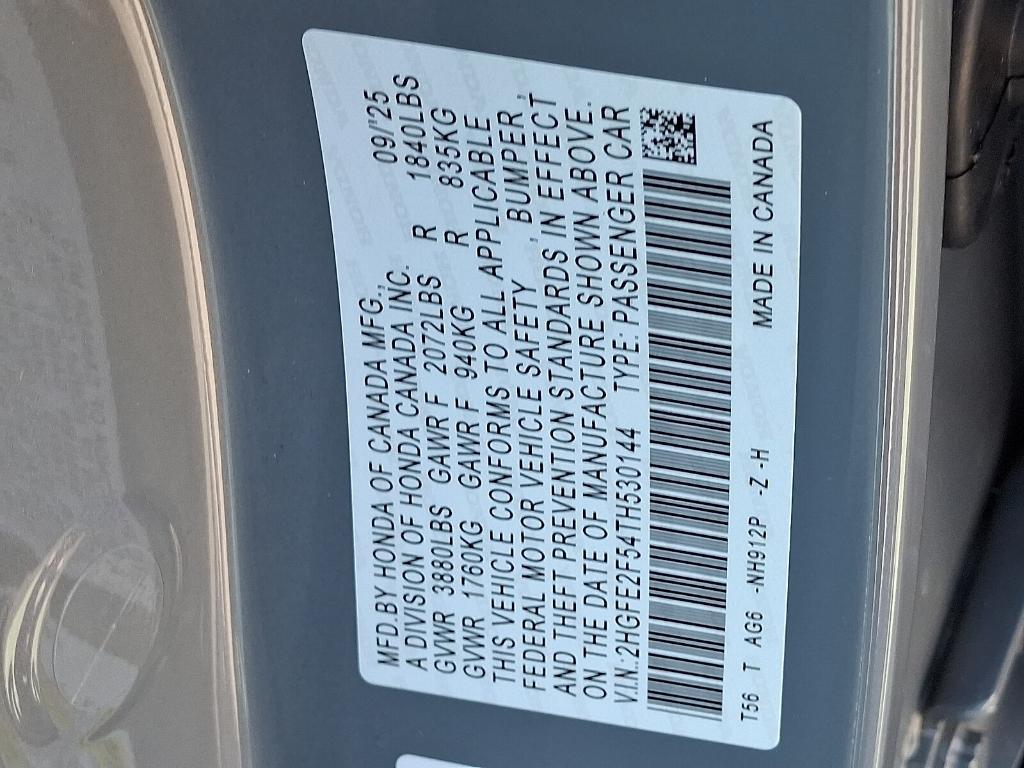 MFD.BY HONDA OF CANADA MFG., 09/'25
A DIVISION OF HONDA CANADA INC.
GVWR 3880LBS GAWR F 2072LBS R 1840LBS
GVWR 1760KG GAWR F 940KG R 835KG
THIS VEHICLE CONFORMS TO ALL APPLICABLE
FEDERAL MOTOR VEHICLE SAFETY , BUMPER ,
AND THEFT PREVENTION STANDARDS IN EFFECT
ON THE DATE OF MANUFACTURE SHOWN ABOVE.
V.I.N.:2HGFE2F54TH530144 TYPE: PASSENGER CAR
T56 T AG6 -NH912P -Z -H MADE IN CANADA